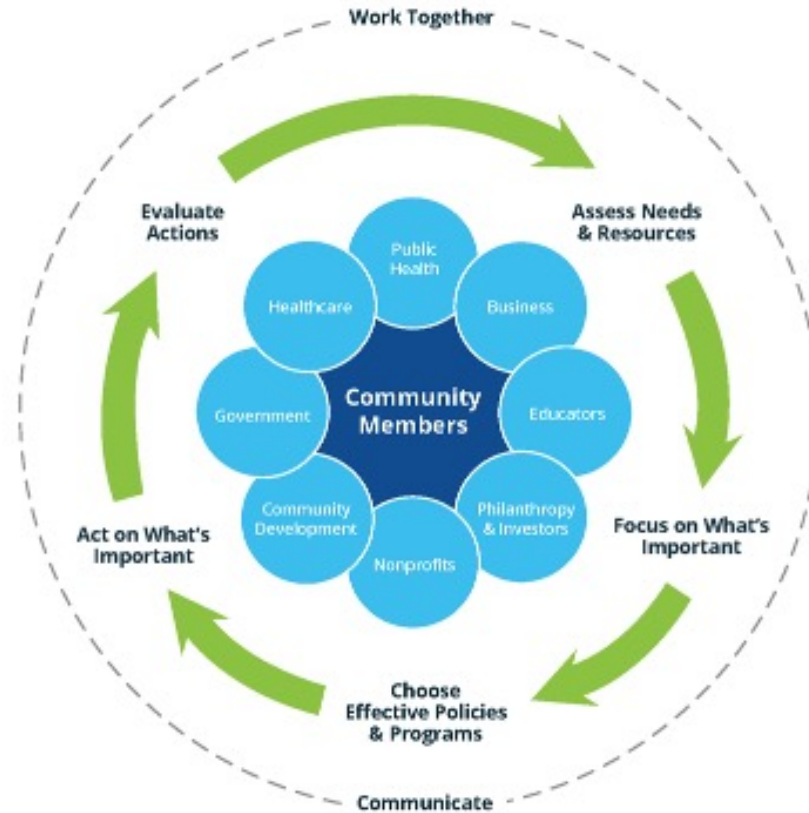 Work Together
Evaluate
Actions
Assess Needs
& Resources
Public
Health
Healthcare
Business
Community
Members
Government
Educators
Community
Development
Philanthropy
& Investors
Nonprofits
Act on What's
Important
Focus on What's
Important
Choose
Effective Policies
& Programs
Communicate